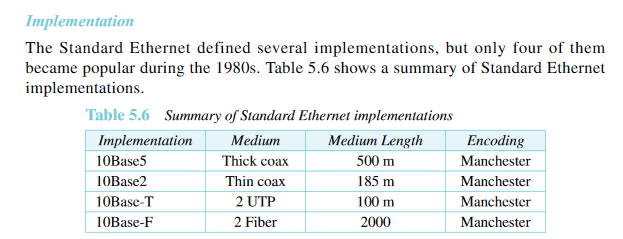 Implementation
The Standard Ethernet defined several implementations, but only four of them
became popular during the 1980s. Table 5.6 shows a summary of Standard Ethernet
implementations.
Table 5.6 Summary of Standard Ethernet implementations
Implementation Medium Medium Length Encoding
10Base5 Thick coax 500 m Manchester
10Base2 Thin coax 185 m Manchester
10Base-T 2 UTP 100 m Manchester
10Base-F 2 Fiber 2000 Manchester